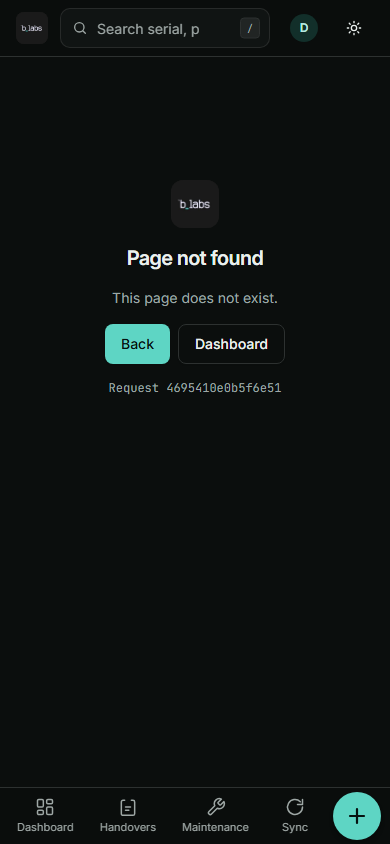 b_labs
Search serial, p
/
D
b_labs
Page not found
This page does not exist.
Back
Dashboard
Request 4695410e0b5f6e51
Dashboard
Handovers
Maintenance
Sync